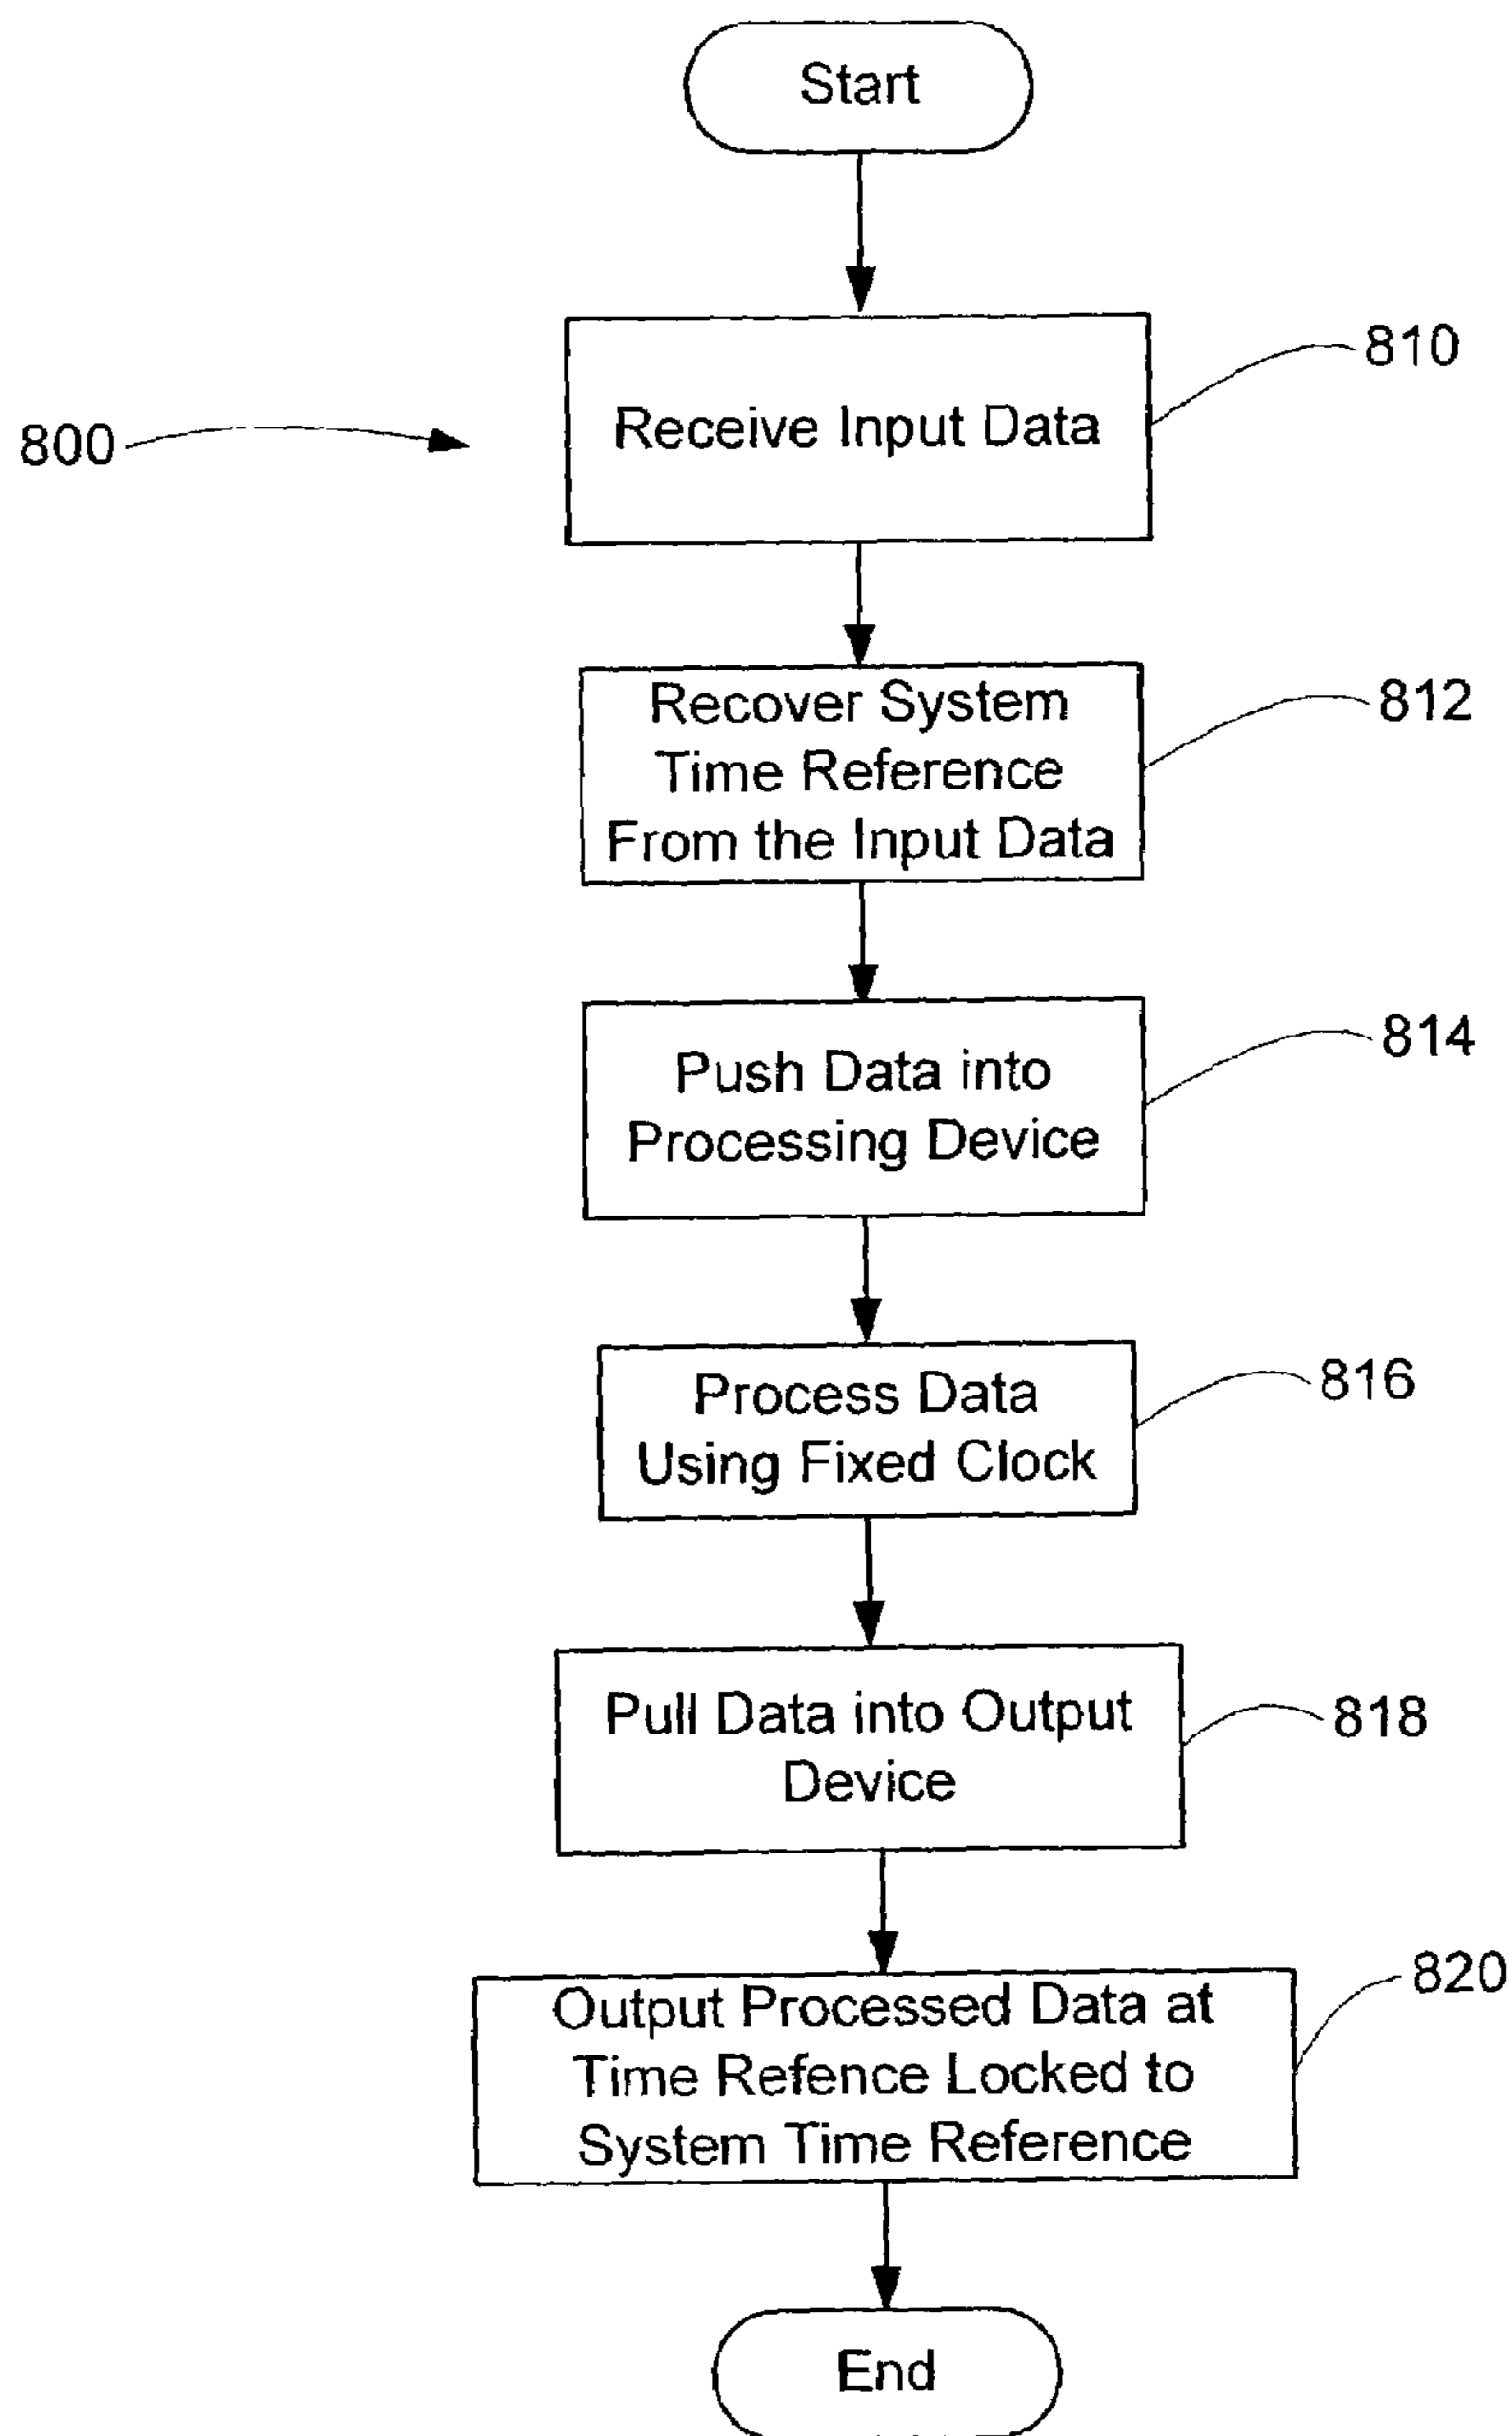 Start
810
800
Receive Input Data
812
Recover System
Time Reference
From the Input Data
814
Push Data into
Processing Device
816
Process Data
Using Fixed Clock
818
Pull Data into Output
Device
820
Output Processed Data at
Time Refence Locked to
System Time Reference
End